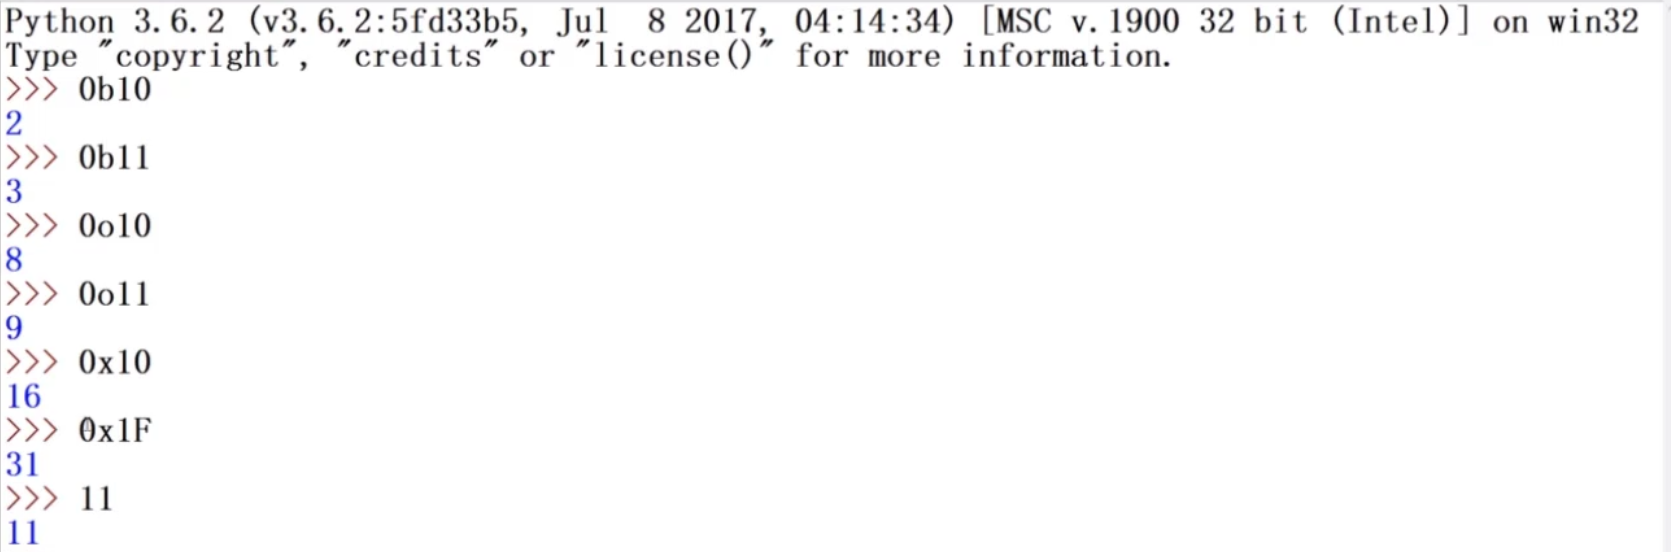 Python 3.6.2 (v3.6.2:5fd33b5, Jul  8 2017, 04:14:34) [MSC v.1900 32 bit (Intel)] on win32
Type "copyright", "credits" or "license()" for more information.
>>> 0b10
2
>>> 0b11
3
>>> 0o10
8
>>> 0o11
9
>>> 0x10
16
>>> 0x1F
31
>>> 11
11